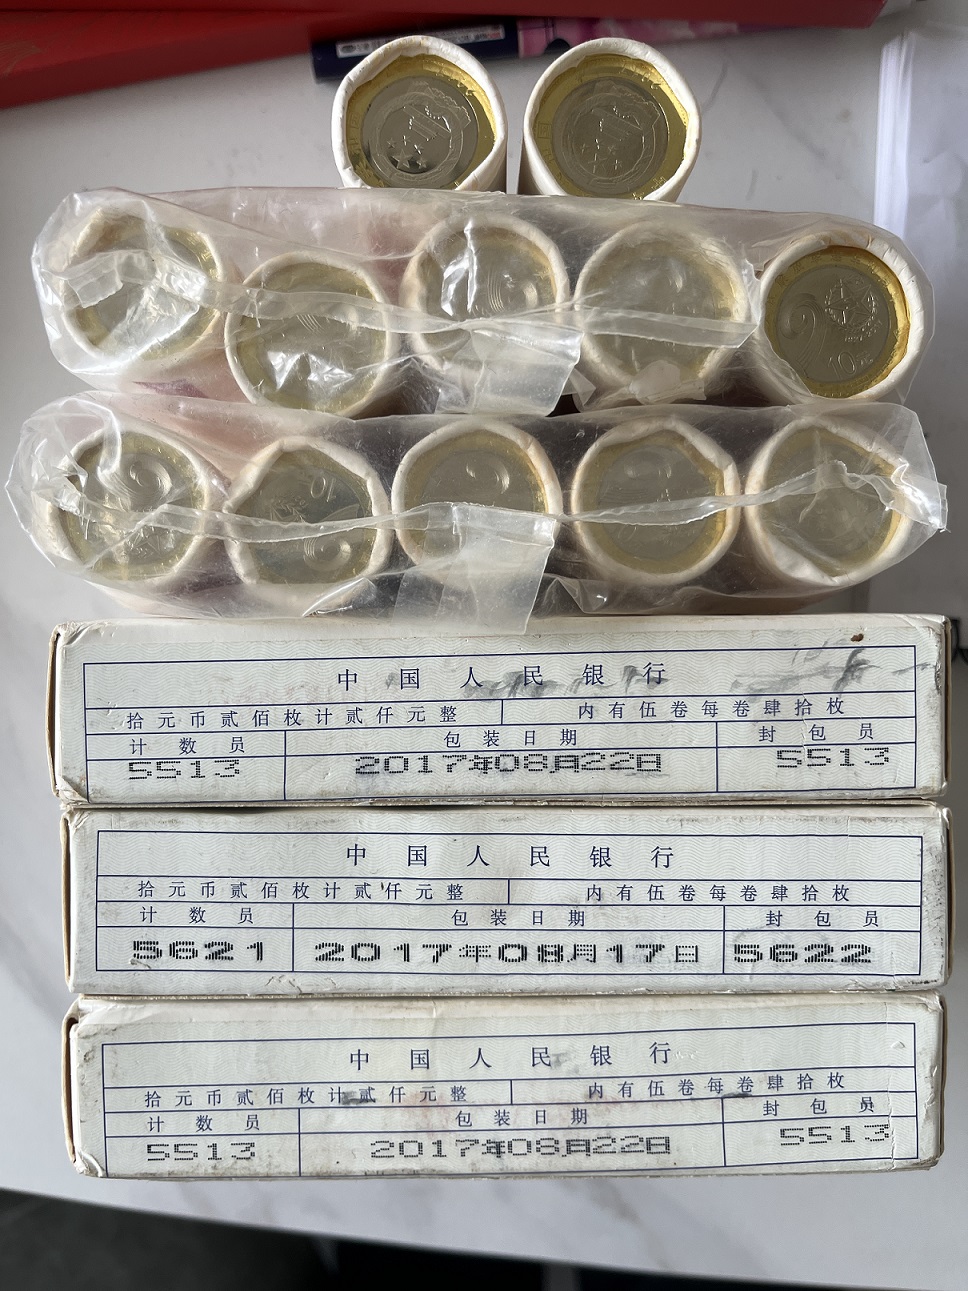 10
10
中国人民银行
拾元币贰佰枚计贰仟元整 内有伍卷每卷肆拾枚
计数员 包装日期 封包员
5513 2017年08月22日 5513
中国人民银行
拾元币贰佰枚计贰仟元整 内有伍卷每卷肆拾枚
计数员 包装日期 封包员
5621 2017年08月17日 5622
中国人民银行
拾元币贰佰枚计贰仟元整 内有伍卷每卷肆拾枚
计数员 包装日期 封包员
5513 2017年08月22日 5513